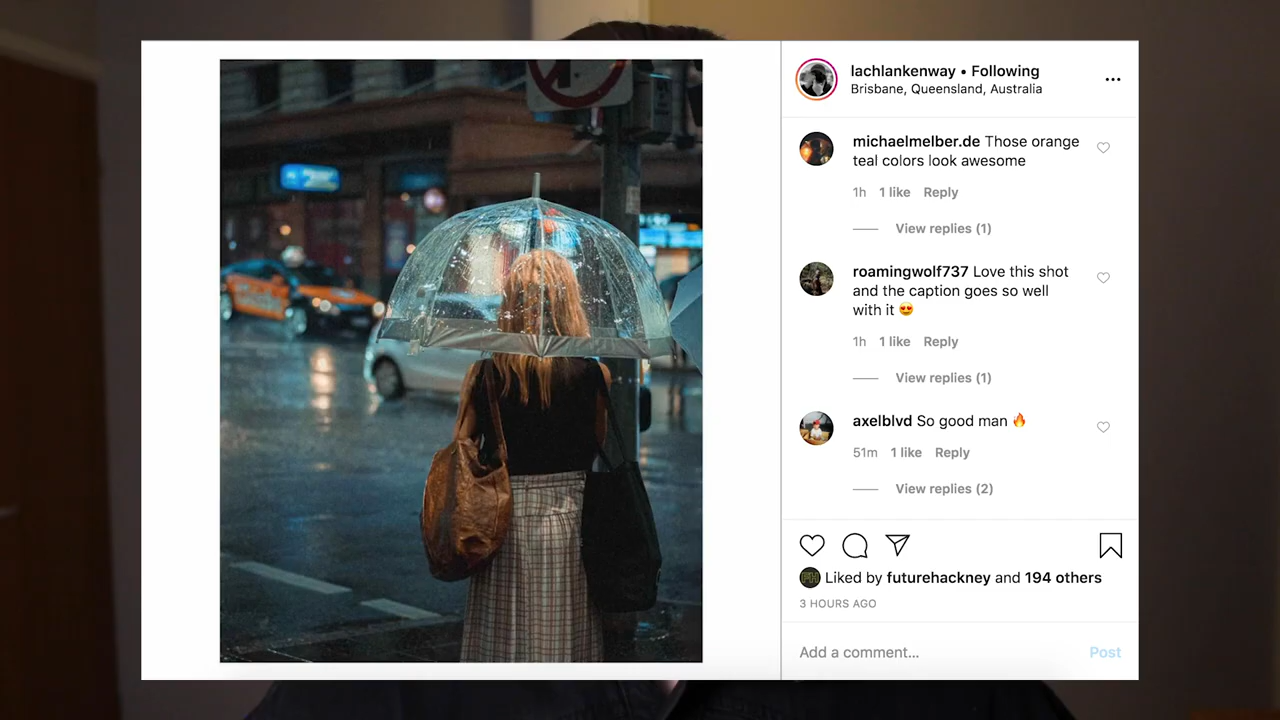 lachlankenway • Following
Brisbane, Queensland, Australia
michaelmelber.de Those orange
teal colors look awesome
1h 1 like Reply
View replies (1)
roamingwolf737 Love this shot
and the caption goes so well
with it 😍
1h 1 like Reply
View replies (1)
axelblvd So good man 🔥
51m 1 like Reply
View replies (2)
Liked by futurehackney and 194 others
3 HOURS AGO
Add a comment...
Post